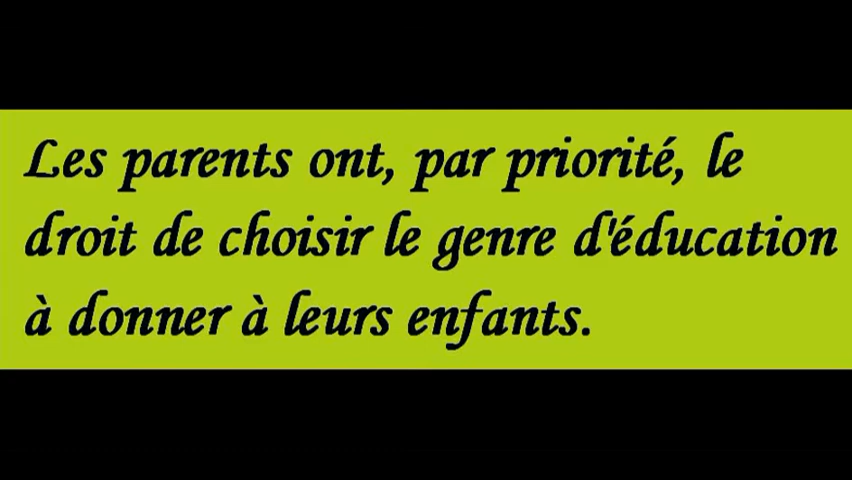 Les parents ont, par priorité, le
droit de choisir le genre d'éducation
à donner à leurs enfants.